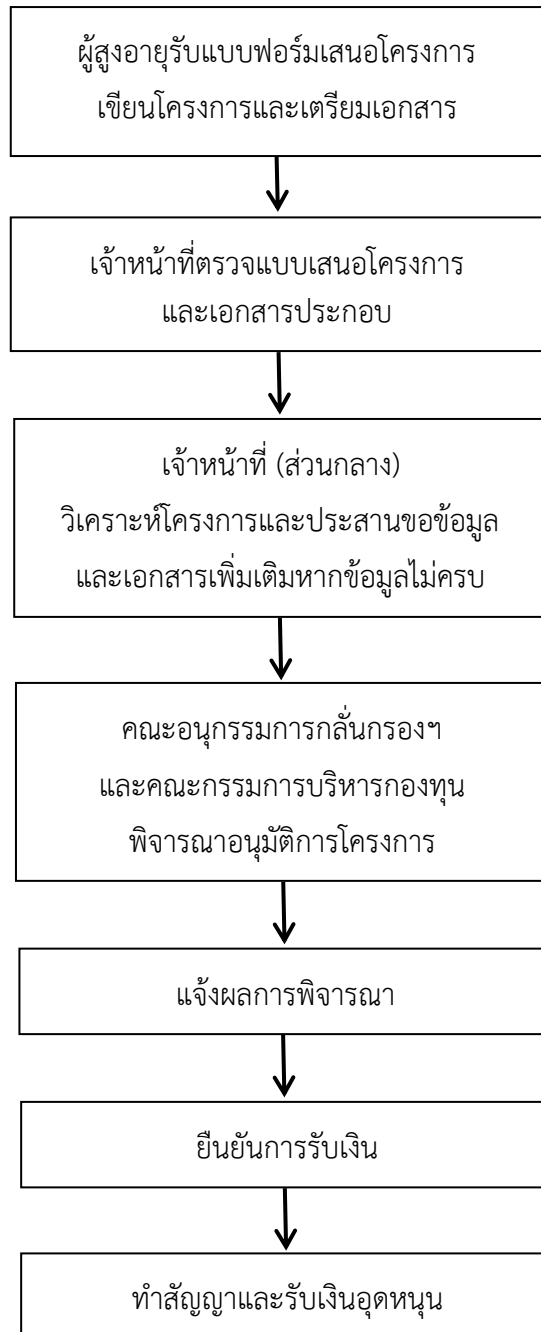 ผู้สูงอายุรับแบบฟอร์มเสนอโครงการ
เขียนโครงการและเตรียมเอกสาร
เจ้าหน้าที่ตรวจแบบเสนอโครงการ
และเอกสารประกอบ
เจ้าหน้าที่ (ส่วนกลาง)
วิเคราะห์โครงการและประสานขอข้อมูล
และเอกสารเพิ่มเติมหากข้อมูลไม่ครบ
คณะอนุกรรมการกลั่นกรองฯ
และคณะกรรมการบริหารกองทุน
พิจารณาอนุมัติการโครงการ
แจ้งผลการพิจารณา
ยืนยันการรับเงิน
ทำสัญญาและรับเงินอุดหนุน